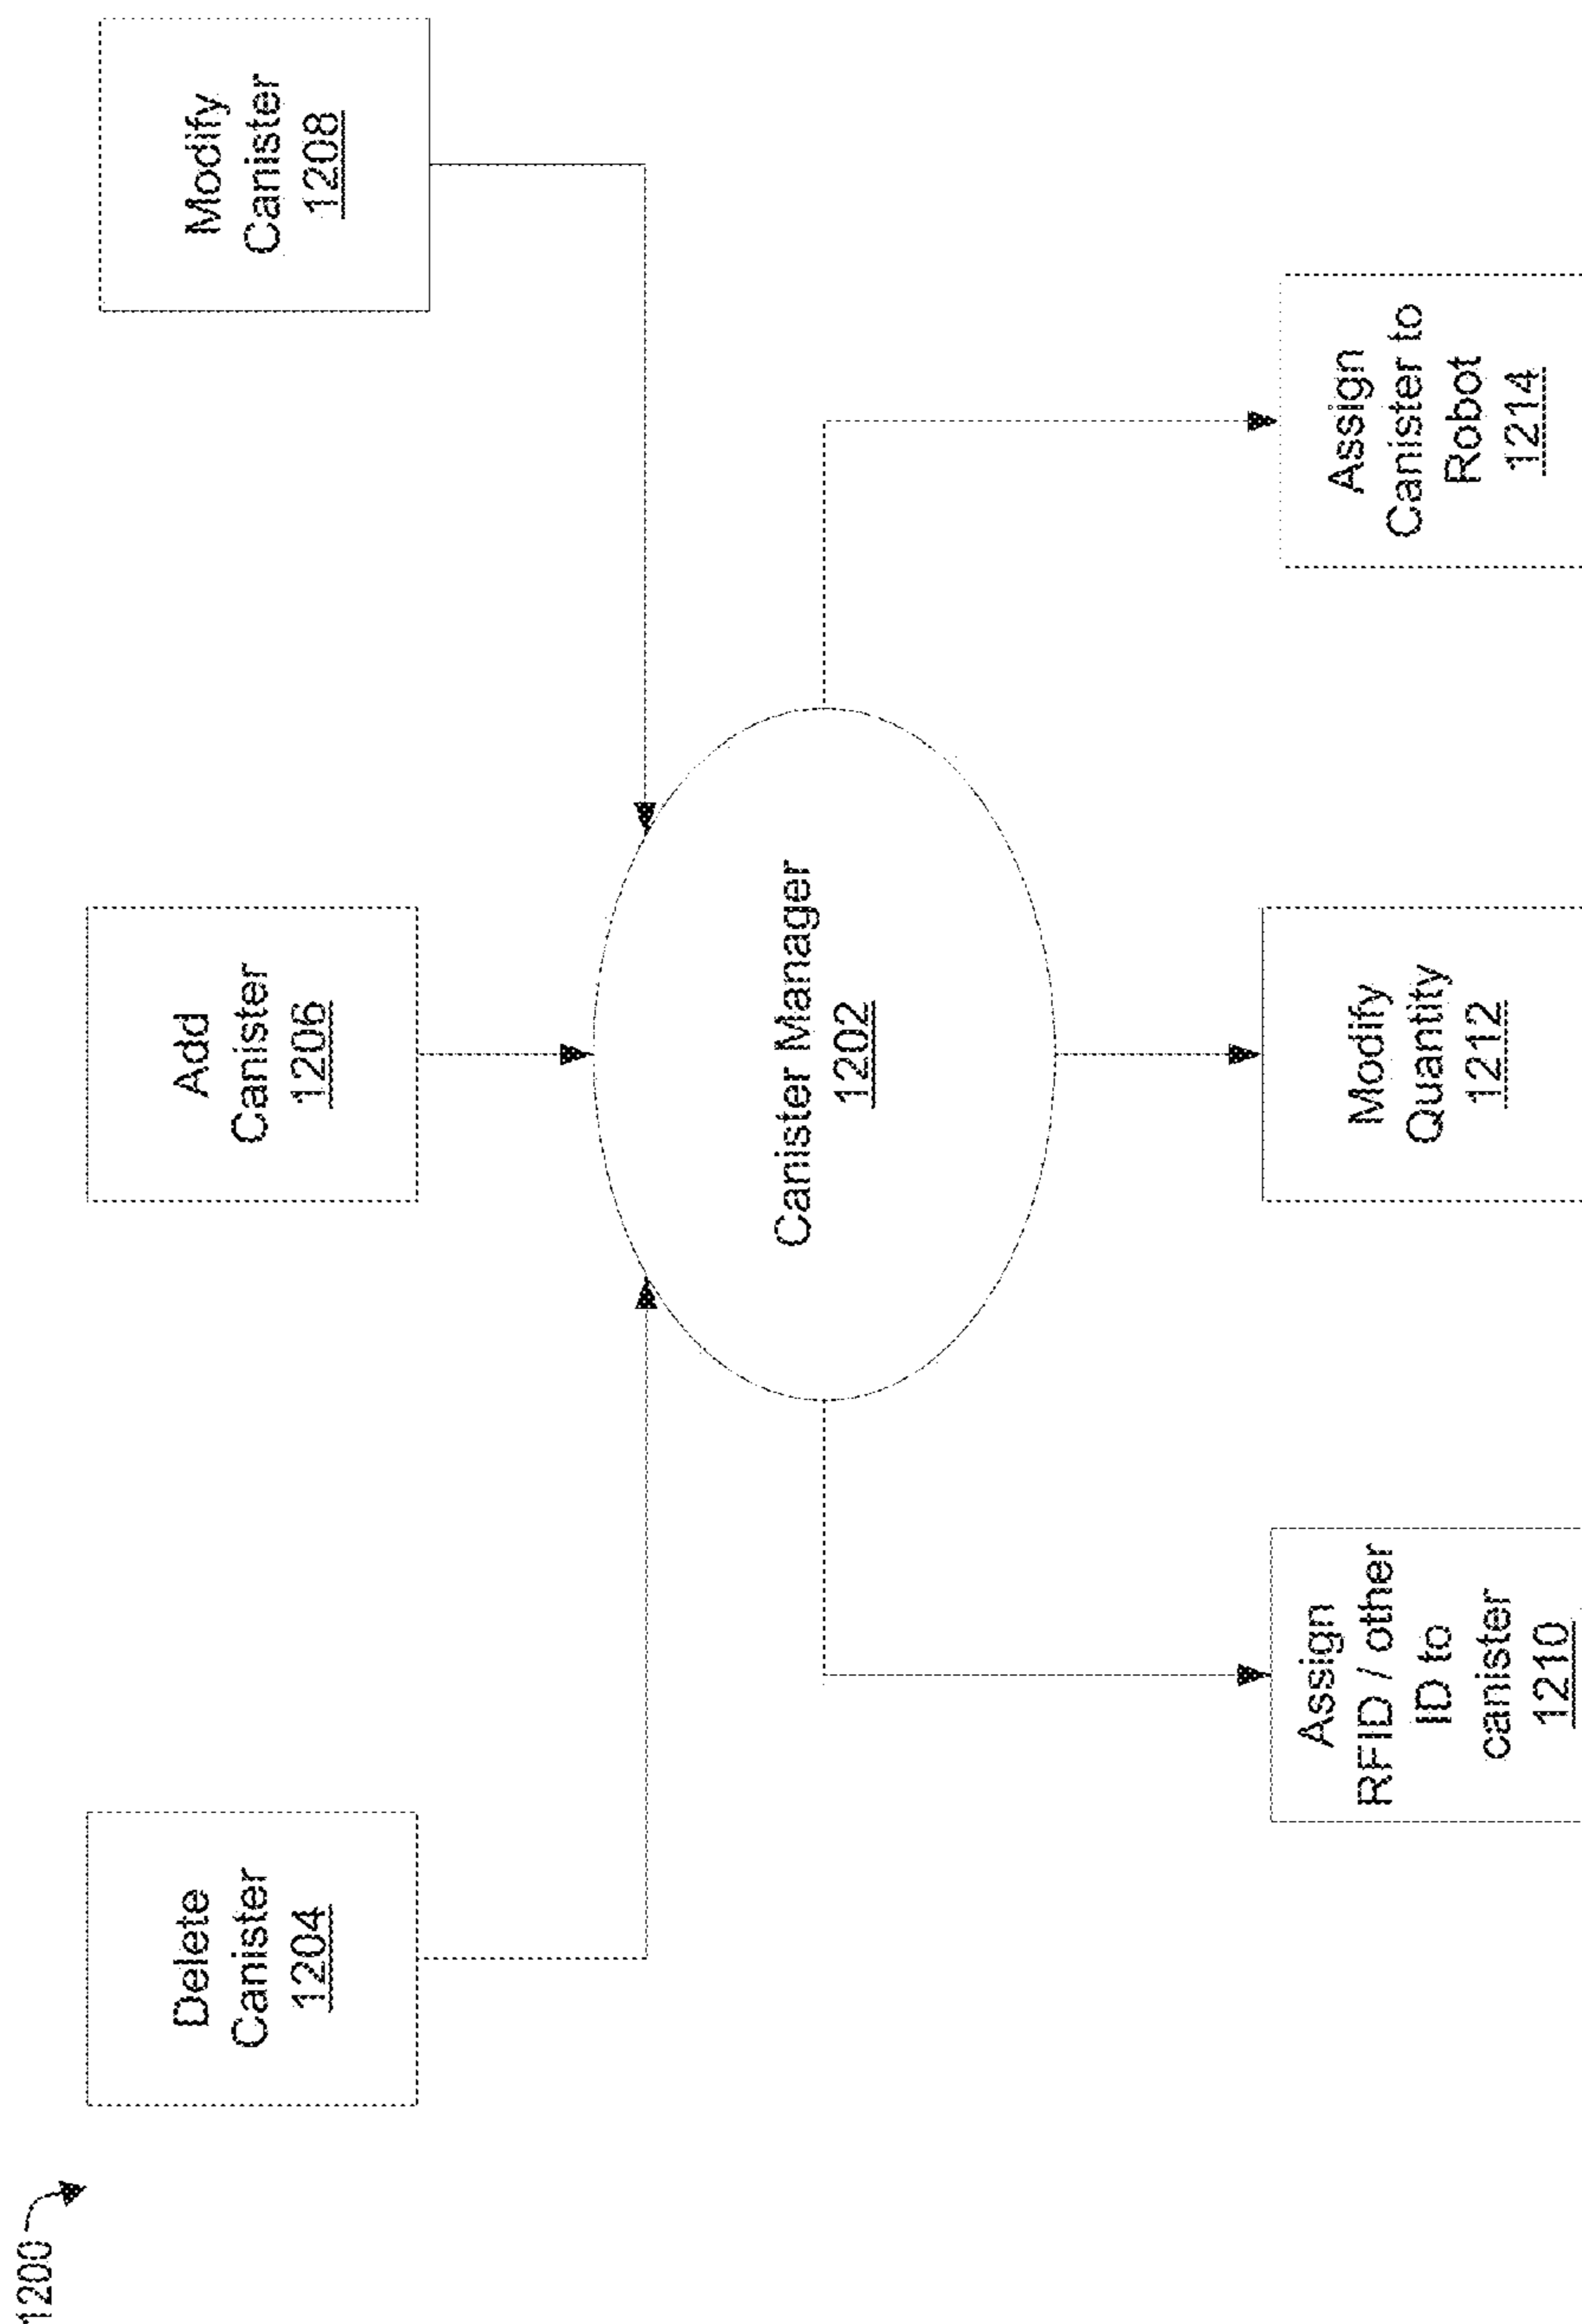 1200
Delete
Canister
1204
Add
Canister
1206
Modify
Canister
1208
Canister Manager
1202
Assign
RFID / other
ID to
canister
1210
Modify
Quantity
1212
Assign
Canister to
Robot
1214